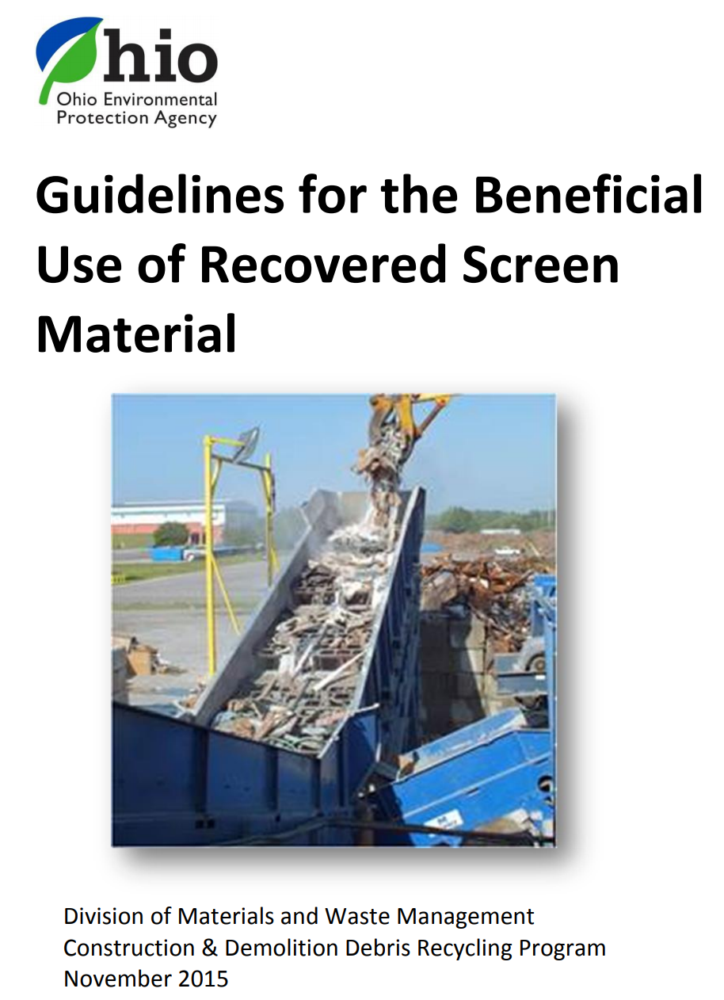 Ohio
Ohio Environmental
Protection Agency
Guidelines for the Beneficial
Use of Recovered Screen
Material
Division of Materials and Waste Management
Construction & Demolition Debris Recycling Program
November 2015